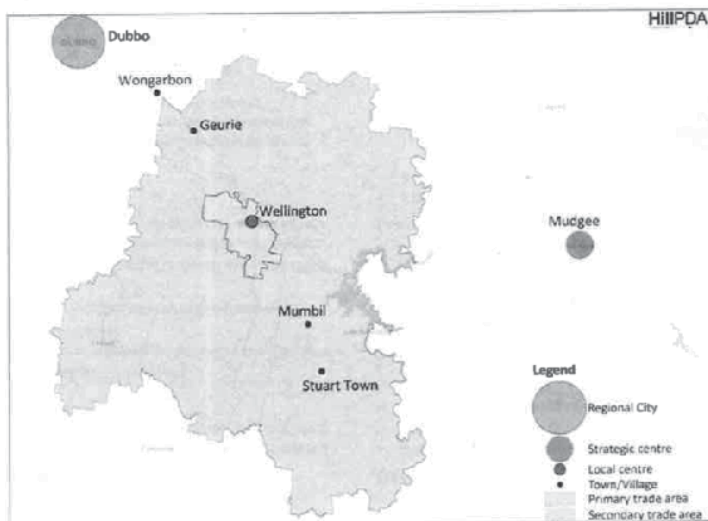 HillPDA
DUBBO
Dubbo
Wongarbon
Geurie
Wellington
Mudgee
Mumbil
Stuart Town
Legend
Regional City
Strategic centre
Local centre
Town/Village
Primary trade area
Secondary trade area